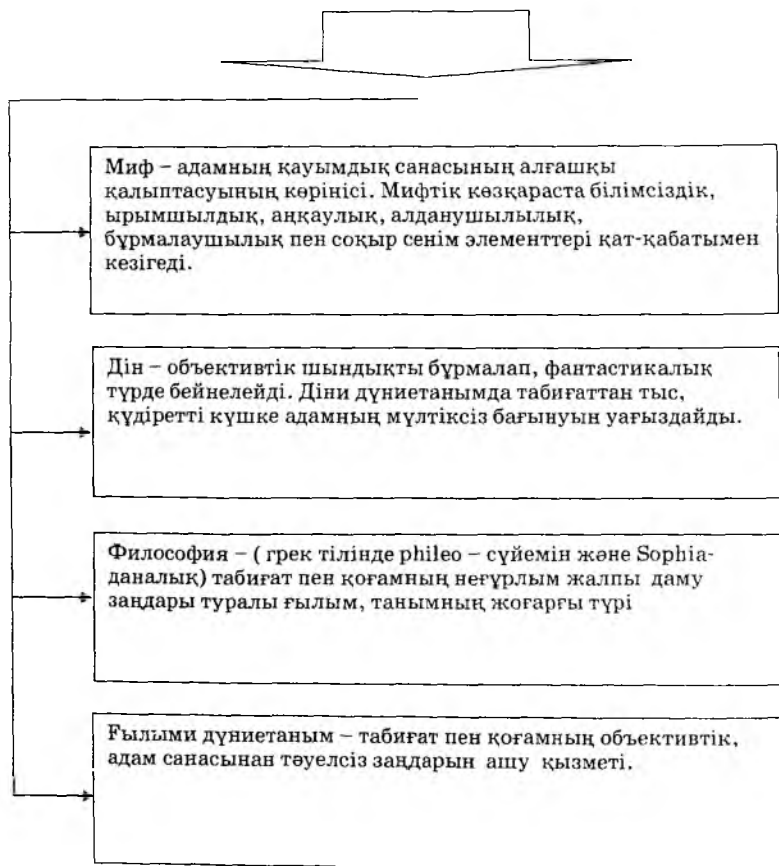 Миф – адамның қауымдық санасының алғашқы
қалыптасуының көрінісі. Мифтік көзқараста білімсіздік,
ырымшылдық, аңқаулық, алданушылылық,
бұрмалаушылық пен соқыр сенім элементтері қат-қабатымен
кезігеді.
Дін – объективтік шындықты бұрмалап, фантастикалық
түрде бейнелейді. Діни дүниетанымда табиғаттан тыс,
құдіретті күшке адамның мүлтіксіз бағынуын уағыздайды.
Философия – ( грек тілінде phileo – сүйемін және Sophia-
даналық) табиғат пен қоғамның неғұрлым жалпы даму
заңдары туралы ғылым, танымның жоғарғы түрі
Ғылыми дүниетаным – табиғат пен қоғамның объективтік,
адам санасынан тәуелсіз заңдарын ашу қызметі.